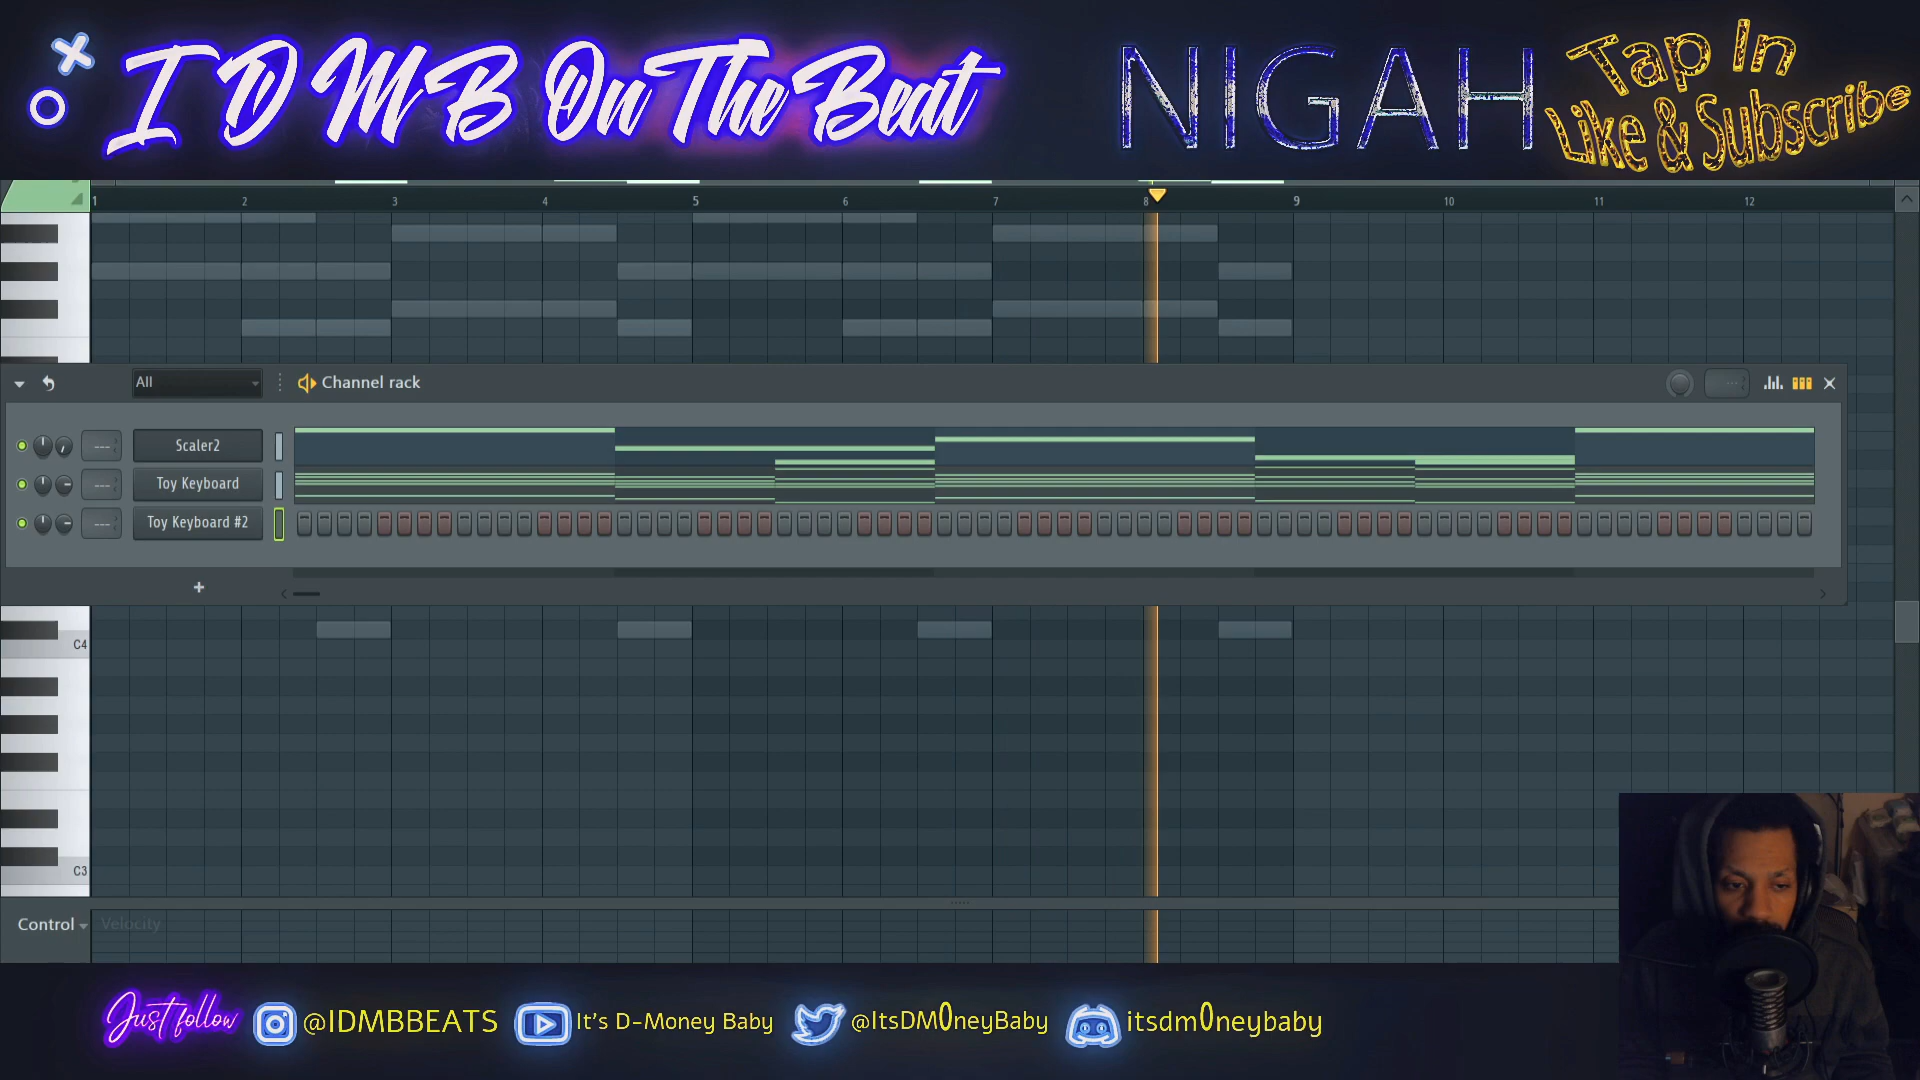 I D M B On The Beat
NIGAH
Tap In
Like & Subscribe
1 2 3 4 5 6 7 8 9 10 11 12
All
Channel rack
Scaler2
Toy Keyboard
Toy Keyboard #2
+
C4
C3
Control
Velocity
Just follow
@IDMBBEATS
It's D-Money Baby
@ItsDM0neyBaby
itsdm0neybaby